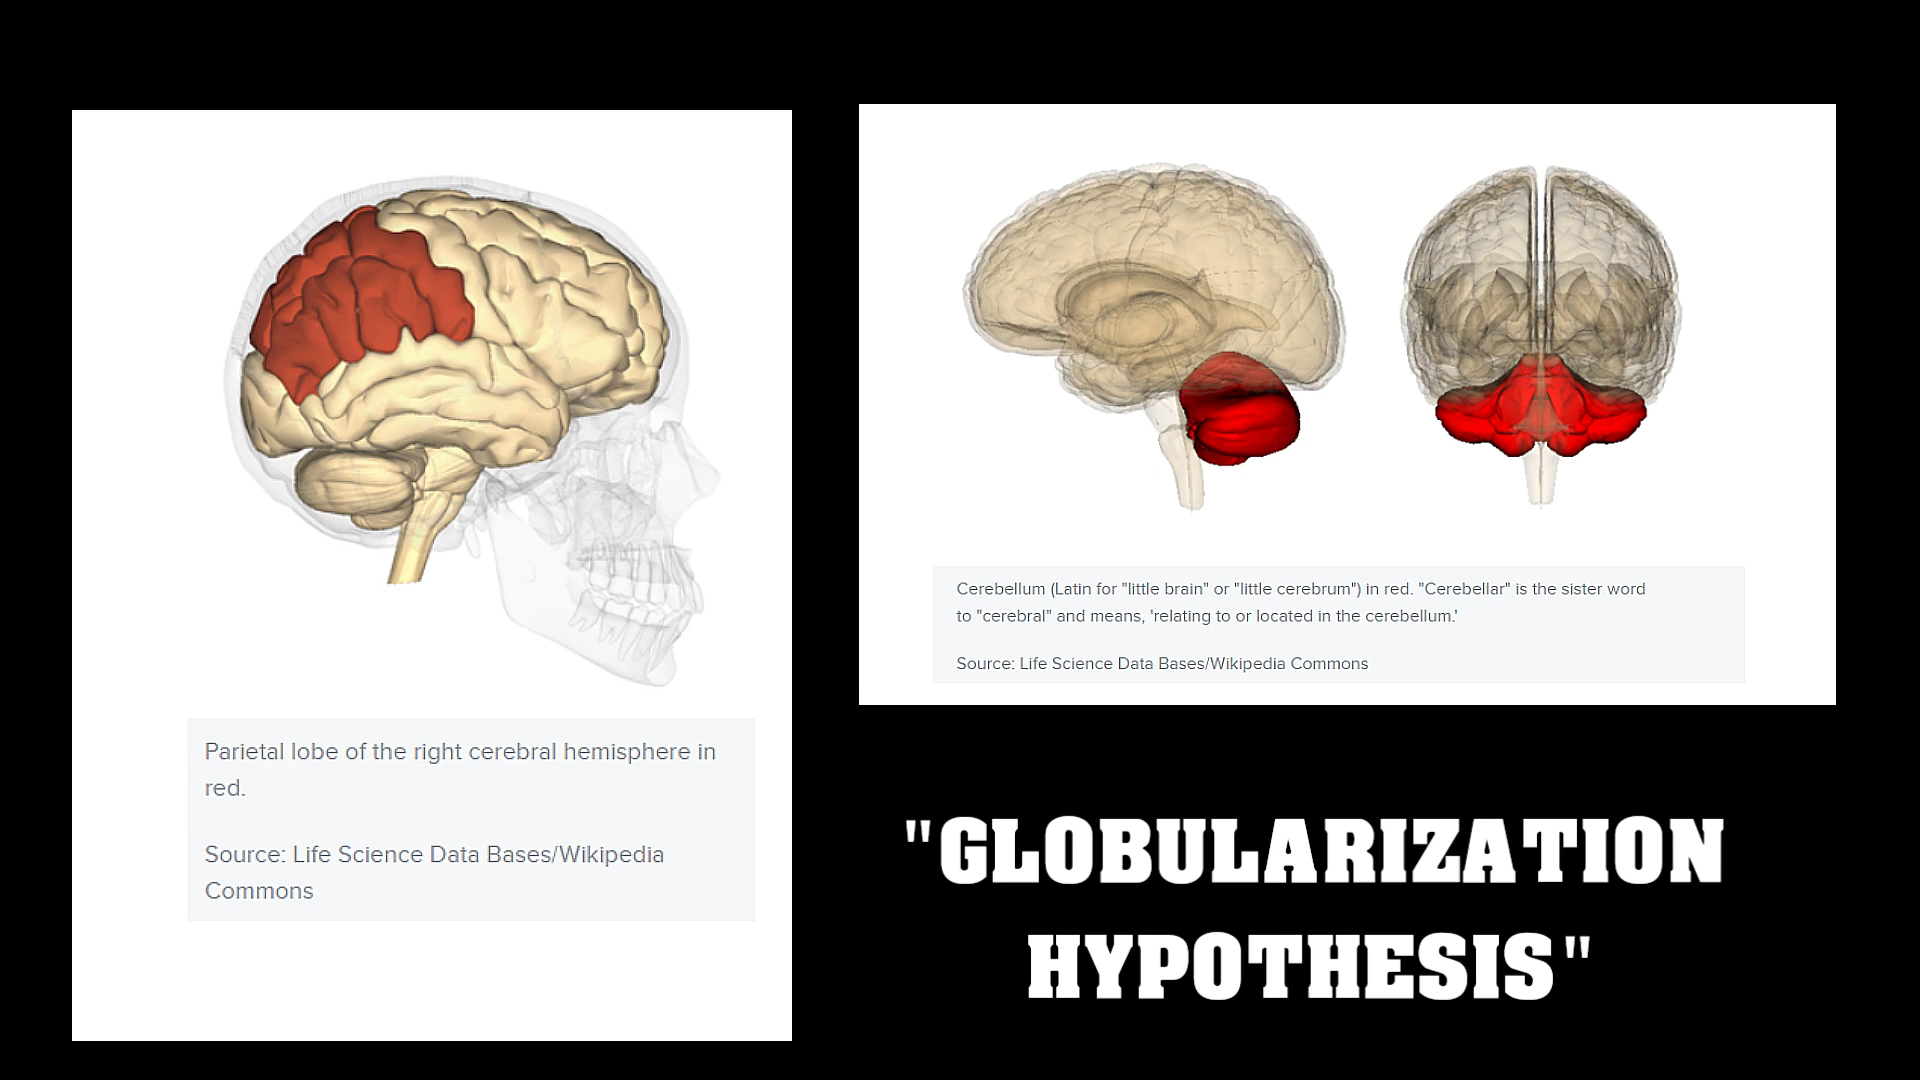 Parietal lobe of the right cerebral hemisphere in
red.
Source: Life Science Data Bases/Wikipedia
Commons
Cerebellum (Latin for "little brain" or "little cerebrum") in red. "Cerebellar" is the sister word
to "cerebral" and means, 'relating to or located in the cerebellum.'
Source: Life Science Data Bases/Wikipedia Commons
"GLOBULARIZATION
HYPOTHESIS"